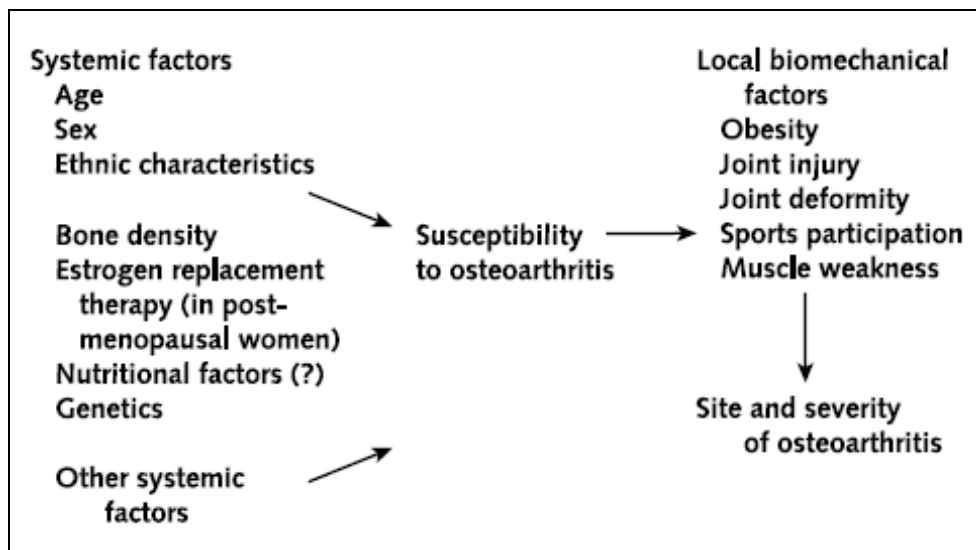 Systemic factors
Age
Sex
Ethnic characteristics
Bone density
Estrogen replacement
therapy (in post-
menopausal women)
Nutritional factors (?)
Genetics
Other systemic
factors
Susceptibility
to osteoarthritis
Local biomechanical
factors
Obesity
Joint injury
Joint deformity
Sports participation
Muscle weakness
Site and severity
of osteoarthritis